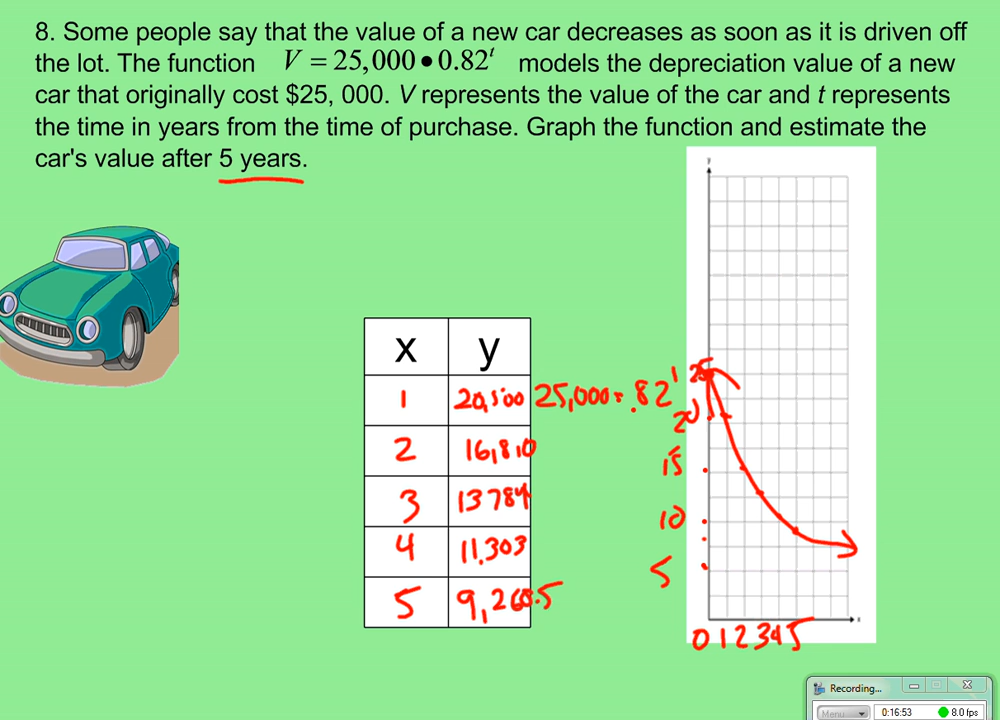 8. Some people say that the value of a new car decreases as soon as it is driven off
the lot. The function V = 25,000 • 0.82ᵗ models the depreciation value of a new
car that originally cost $25, 000. V represents the value of the car and t represents
the time in years from the time of purchase. Graph the function and estimate the
car's value after 5 years.
x y
1 20,500 25,000 • .82¹
2 16,810
3 13784
4 11,303
5 9,268.5
25
20
15
10
5
0 1 2 3 4 5
Recording...
Menu 0:16:53 8.0 fps